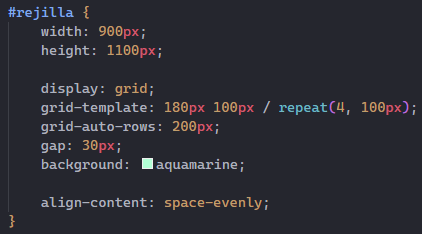 #rejilla {
width: 900px;
height: 1100px;
display: grid;
grid-template: 180px 100px / repeat(4, 100px);
grid-auto-rows: 200px;
gap: 30px;
background: aquamarine;
align-content: space-evenly;
}